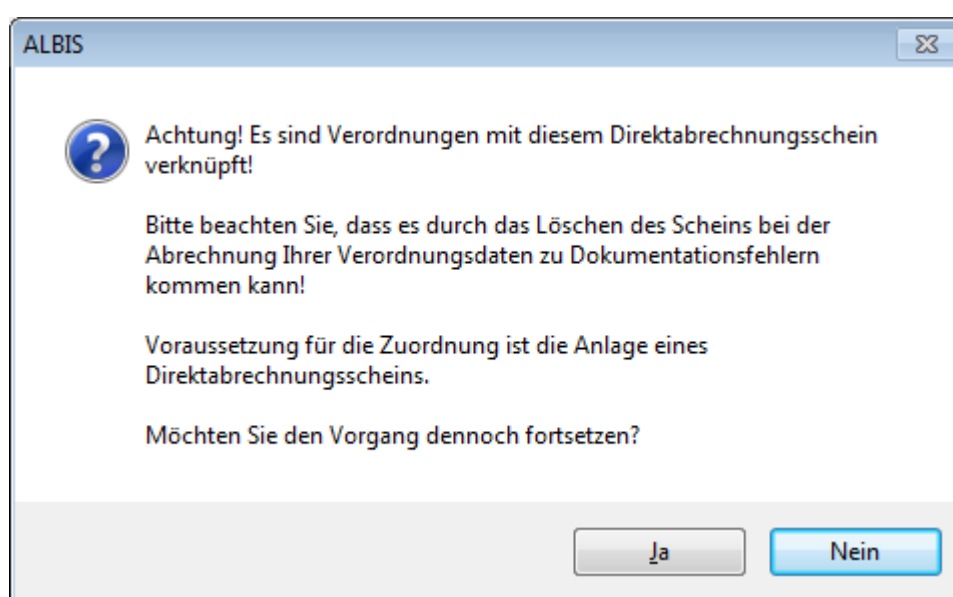 ALBIS
Achtung! Es sind Verordnungen mit diesem Direktabrechnungsschein
verknüpft!
Bitte beachten Sie, dass es durch das Löschen des Scheins bei der
Abrechnung Ihrer Verordnungsdaten zu Dokumentationsfehlern
kommen kann!
Voraussetzung für die Zuordnung ist die Anlage eines
Direktabrechnungsscheins.
Möchten Sie den Vorgang dennoch fortsetzen?
Ja
Nein